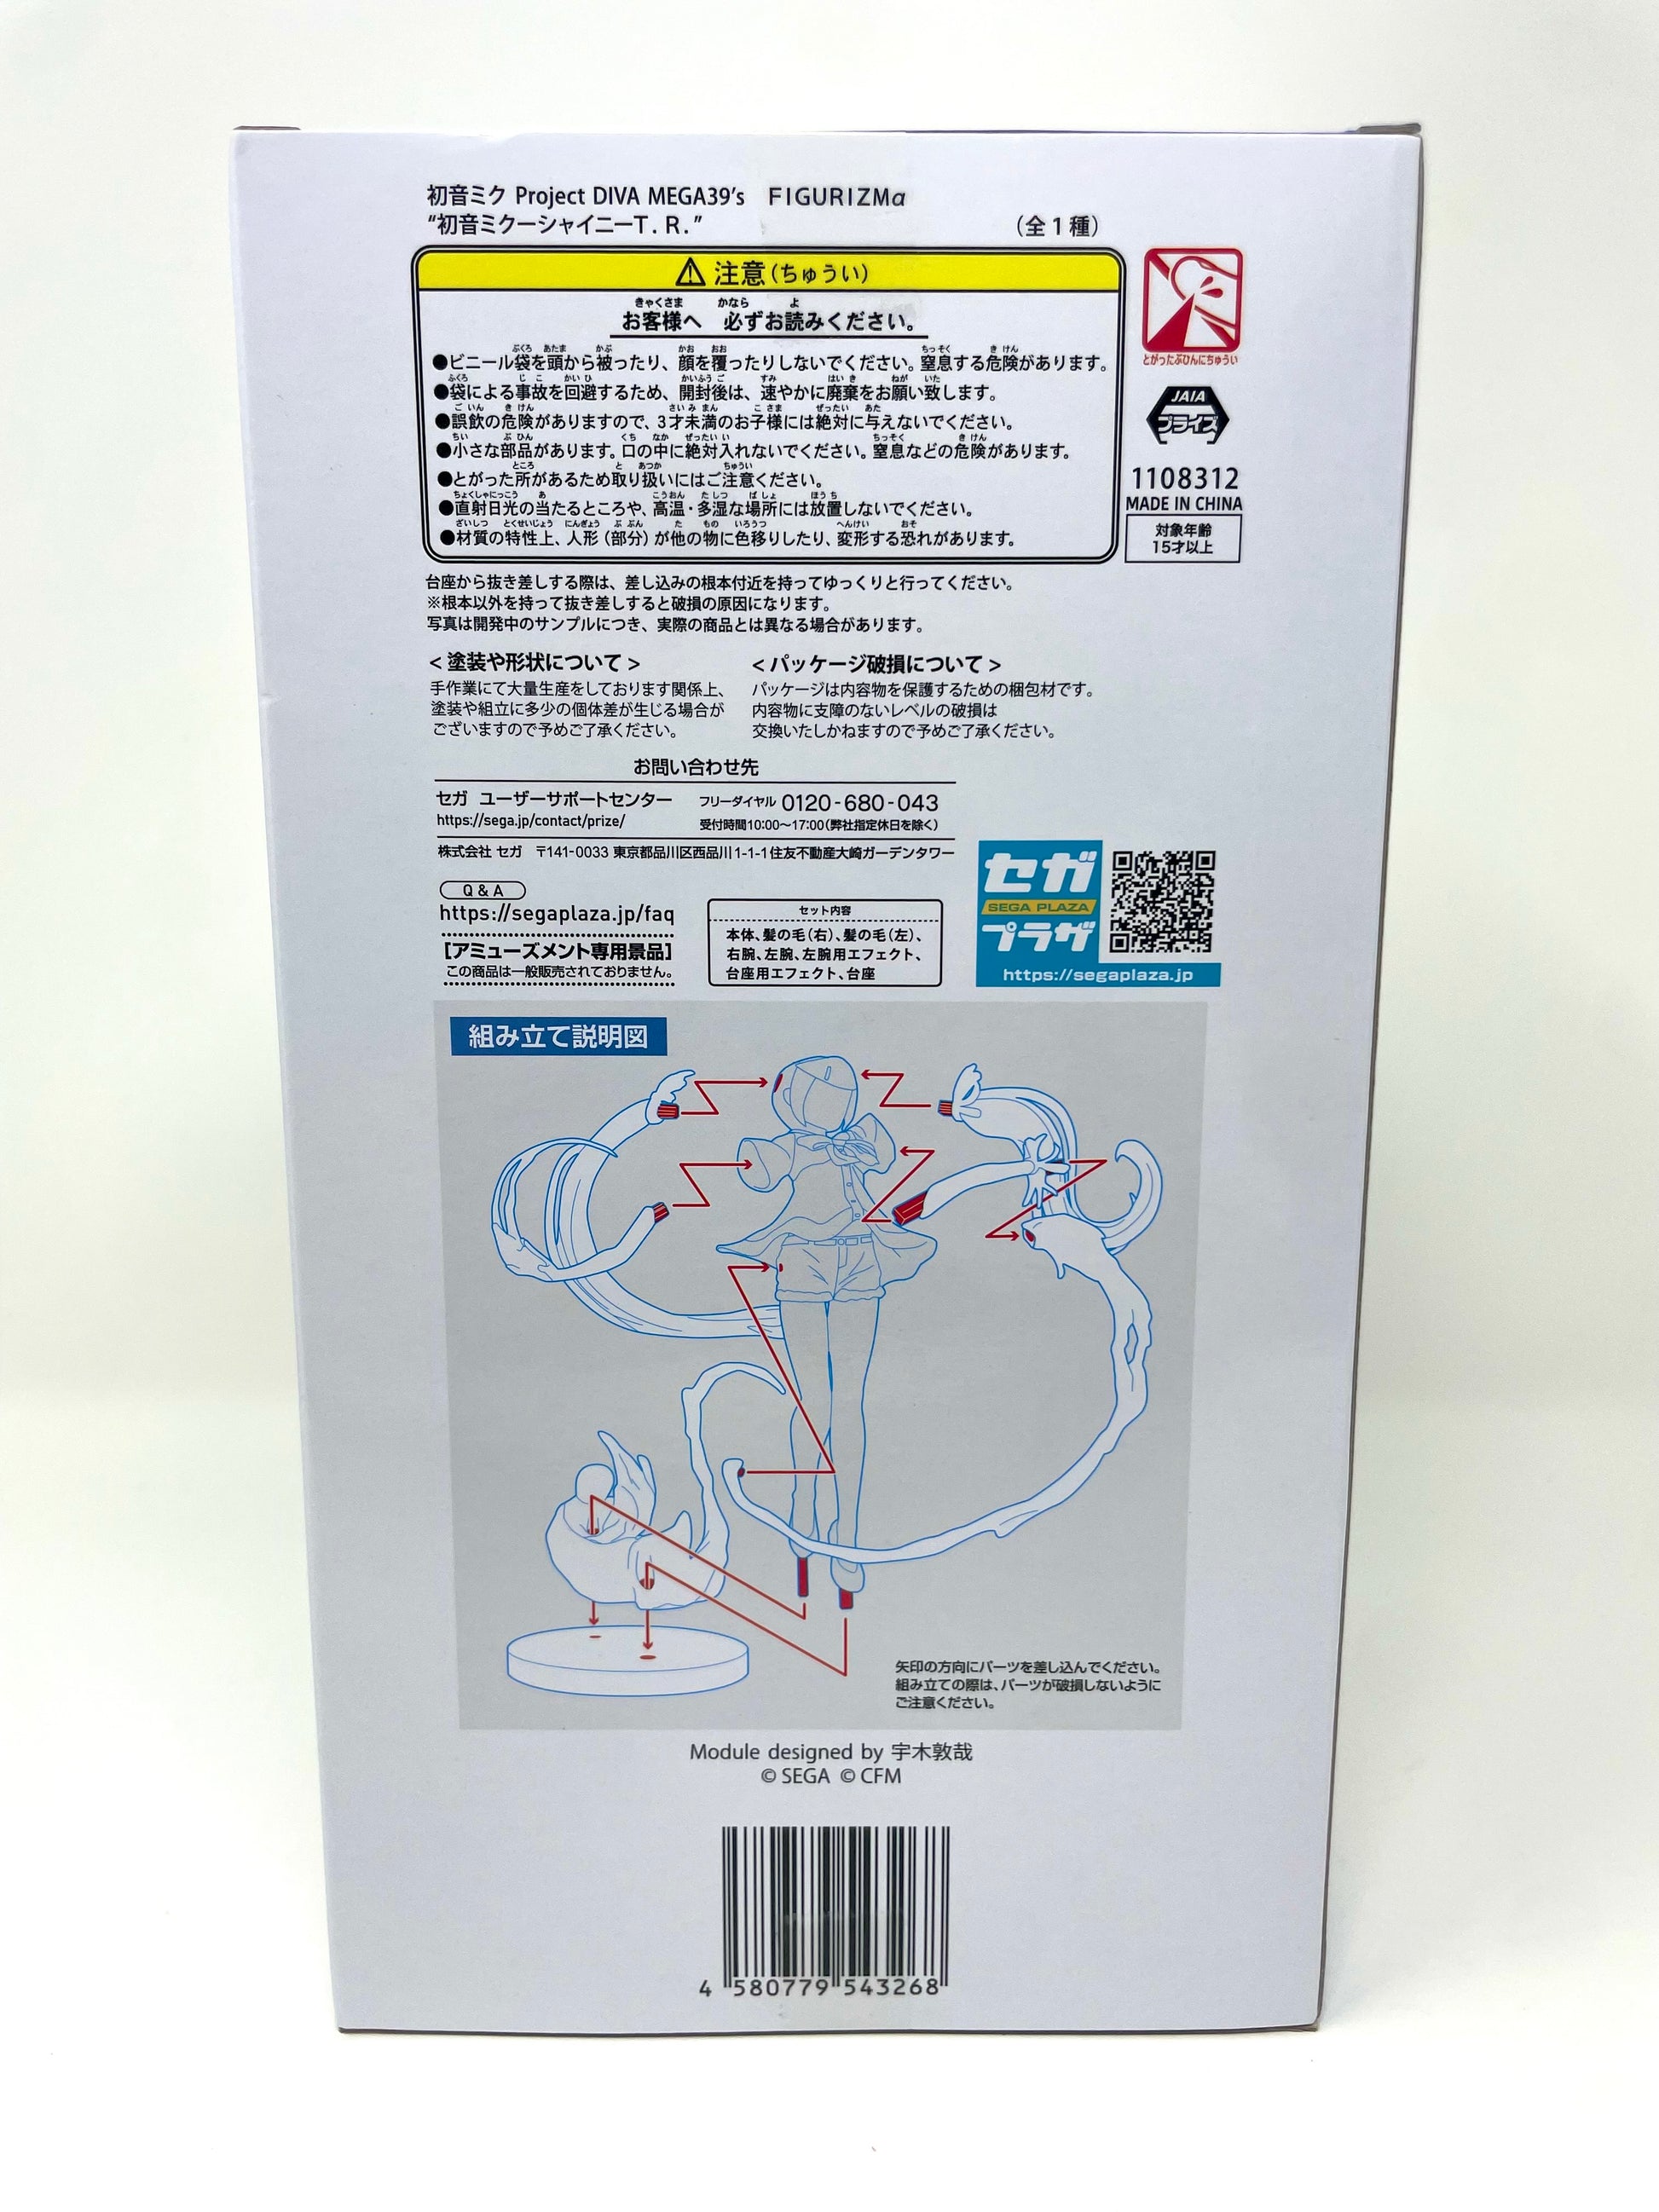 初音ミク Project DIVA MEGA39's FIGURIZMα
“初音ミクーシャイニーT.R.” （全1種）
注意（ちゅうい）
お客様へ 必ずお読みください。
●ビニール袋を頭から被ったり、顔を覆ったりしないでください。窒息する危険があります。
●袋による事故を回避するため、開封後は、速やかに廃棄をお願い致します。
●誤飲の危険がありますので、3才未満のお子様には絶対に与えないでください。
●小さな部品があります。口の中に絶対入れないでください。窒息などの危険があります。
●とがった所があるため取り扱いにはご注意ください。
●直射日光の当たるところや、高温・多湿な場所には放置しないでください。
●材質の特性上、人形（部分）が他の物に色移りしたり、変形する恐れがあります。
とがったぶひんにちゅうい
JAIA
プライズ
1108312
MADE IN CHINA
対象年齢
15才以上
台座から抜き差しする際は、差し込みの根本付近を持ってゆっくりと行ってください。
※根本以外を持って抜き差しすると破損の原因になります。
写真は開発中のサンプルにつき、実際の商品とは異なる場合があります。
＜塗装や形状について＞
手作業にて大量生産をしております関係上、
塗装や組立に多少の個体差が生じる場合が
ございますので予めご了承ください。
＜パッケージ破損について＞
パッケージは内容物を保護するための梱包材です。
内容物に支障のないレベルの破損は
交換いたしかねますので予めご了承ください。
お問い合わせ先
セガ ユーザーサポートセンター フリーダイヤル 0120-680-043
https://sega.jp/contact/prize/ 受付時間10:00〜17:00（弊社指定休日を除く）
株式会社 セガ 〒141-0033 東京都品川区西品川1-1-1住友不動産大崎ガーデンタワー
Q & A
https://segaplaza.jp/faq
［アミューズメント専用景品］
この商品は一般販売されておりません。
セット内容
本体、髪の毛（右）、髪の毛（左）、
右腕、左腕、左腕用エフェクト、
台座用エフェクト、台座
セガ
SEGA PLAZA
プラザ
https://segaplaza.jp
組み立て説明図
矢印の方向にパーツを差し込んでください。
組み立ての際は、パーツが破損しないように
ご注意ください。
Module designed by 宇木敦哉
© SEGA © CFM
4 580779 543268